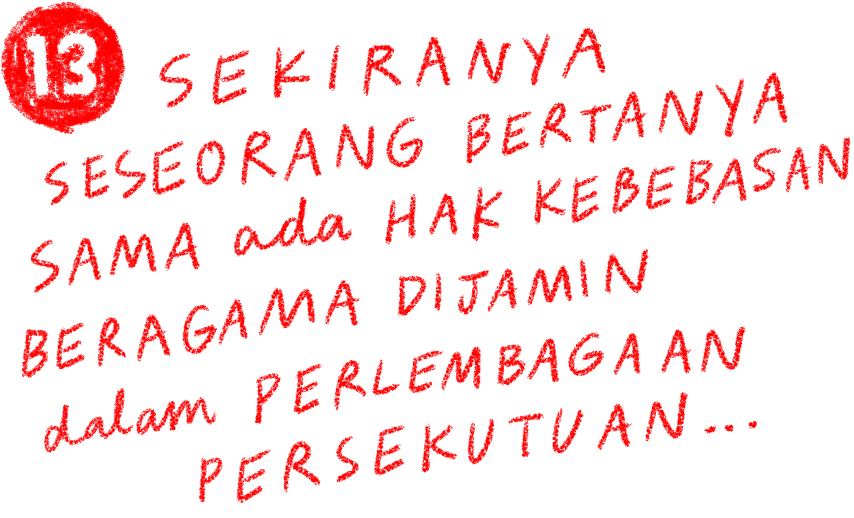 13 SEKIRANYA
SESEORANG BERTANYA
SAMA ada HAK KEBEBASAN
BERAGAMA DIJAMIN
dalam PERLEMBAGAAN
PERSEKUTUAN...